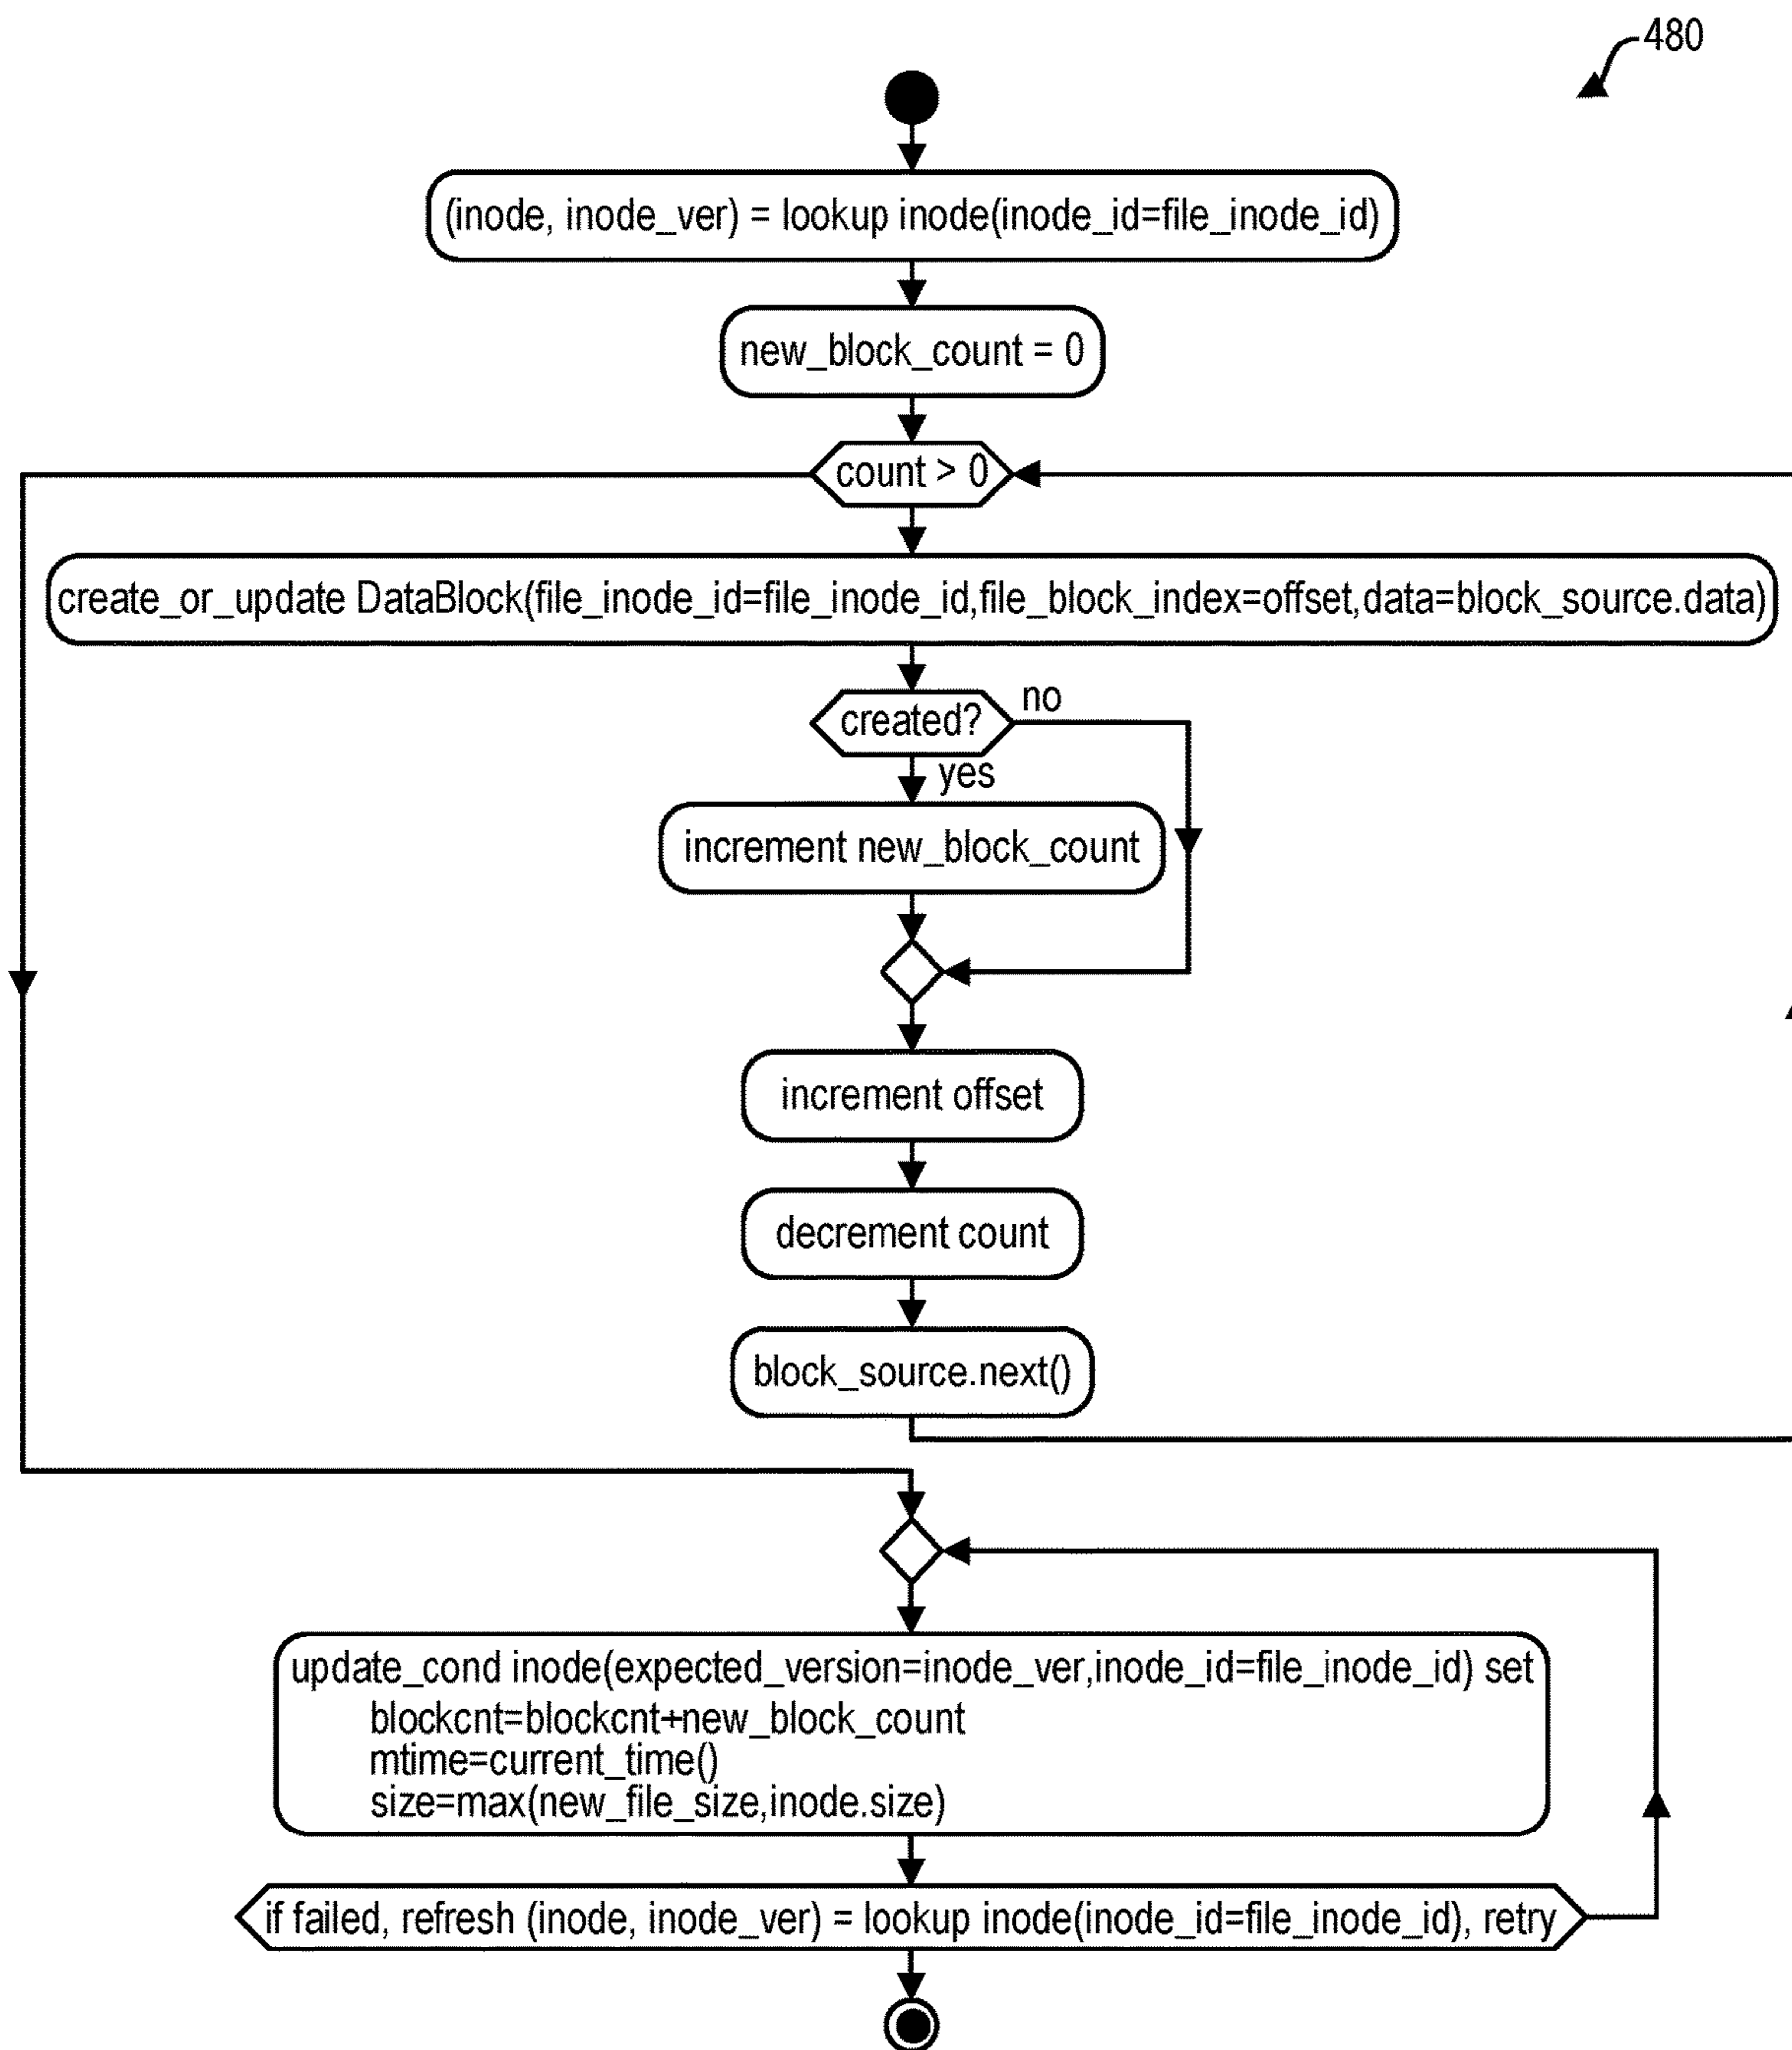 480
(inode, inode_ver) = lookup inode(inode_id=file_inode_id)
new_block_count = 0
count > 0
create_or_update DataBlock(file_inode_id=file_inode_id,file_block_index=offset,data=block_source.data)
created?
no
yes
increment new_block_count
increment offset
decrement count
block_source.next()
update_cond inode(expected_version=inode_ver,inode_id=file_inode_id) set
blockcnt=blockcnt+new_block_count
mtime=current_time()
size=max(new_file_size,inode.size)
if failed, refresh (inode, inode_ver) = lookup inode(inode_id=file_inode_id), retry